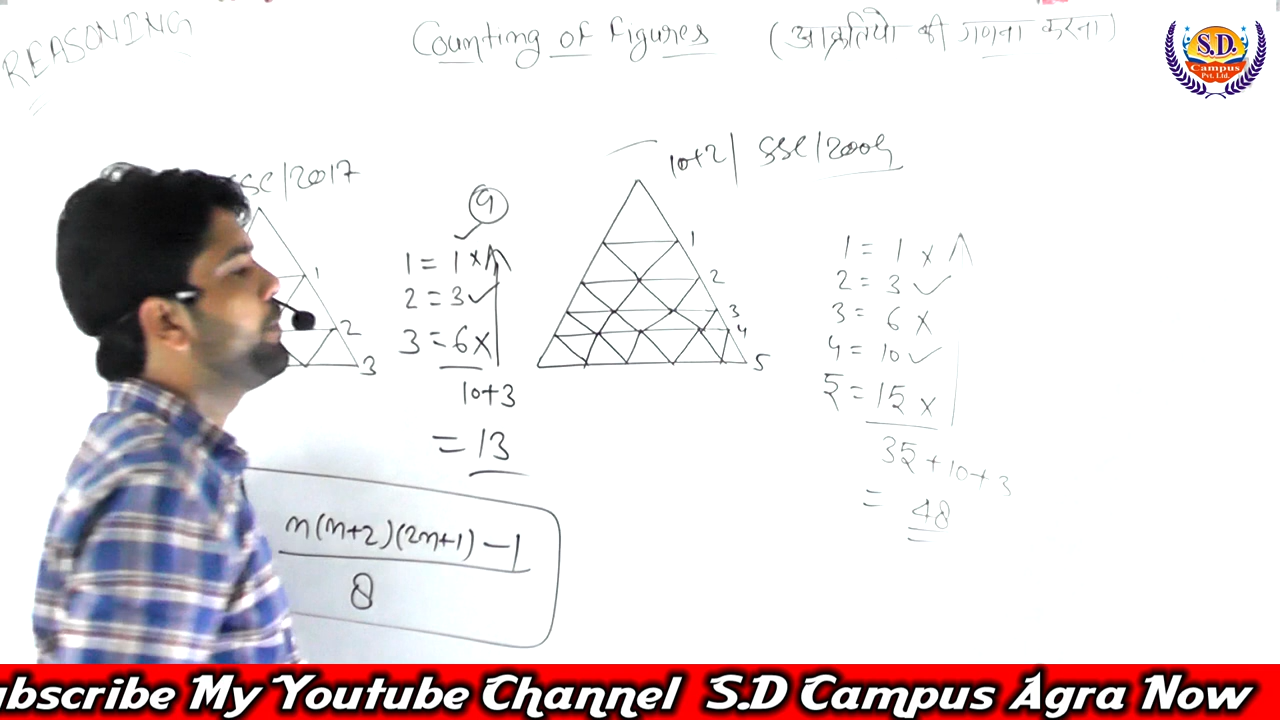 REASONING
Counting of Figures (आक्रतियो की गणना करना)
S.D.
Campus
Pvt. Ltd.
SSC/2017
1
2
3
9
1 = 1 ×
2 = 3 ✓
3 = 6 ×
10+3
= 13
n(n+2)(2n+1) - 1
8
10+2 | SSC/2005
1
2
3
4
5
1 = 1 ×
2 = 3 ✓
3 = 6 ×
4 = 10 ✓
5 = 15 ×
35 + 10 + 3
= 48
Subscribe My Youtube Channel S.D Campus Agra Now